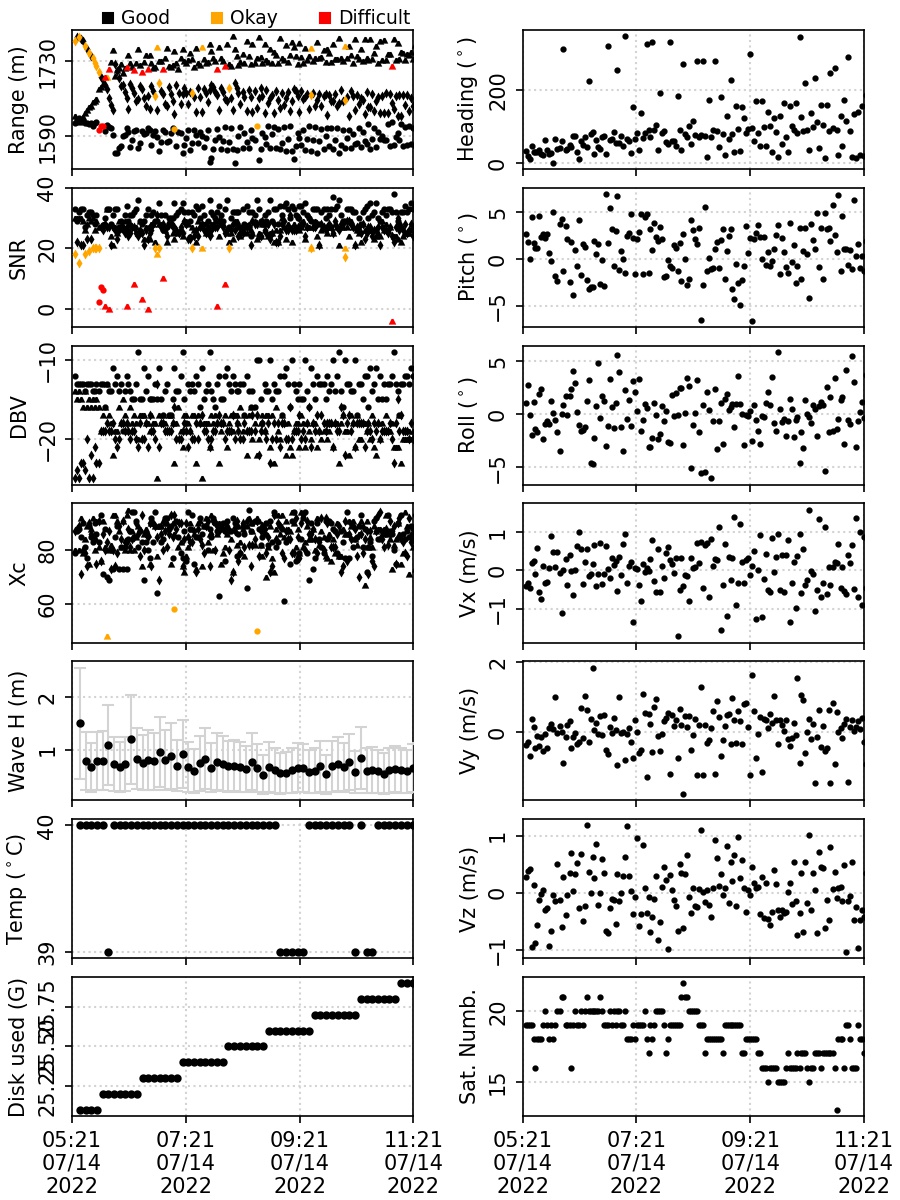 Good Okay Difficult
Range (m)
1730
1590
Heading (°)
200
0
SNR
40
20
0
Pitch (°)
5
0
−5
DBV
−10
−20
Roll (°)
5
0
−5
Xc
80
60
Vx (m/s)
1
0
−1
Wave H (m)
2
1
Vy (m/s)
2
0
Temp (°C)
40
39
Vz (m/s)
1
0
−1
Disk used (G)
25.75
25.5
25.25
Sat. Numb.
20
15
05:21 07:21 09:21 11:21
07/14 07/14 07/14 07/14
2022 2022 2022 2022
05:21 07:21 09:21 11:21
07/14 07/14 07/14 07/14
2022 2022 2022 2022